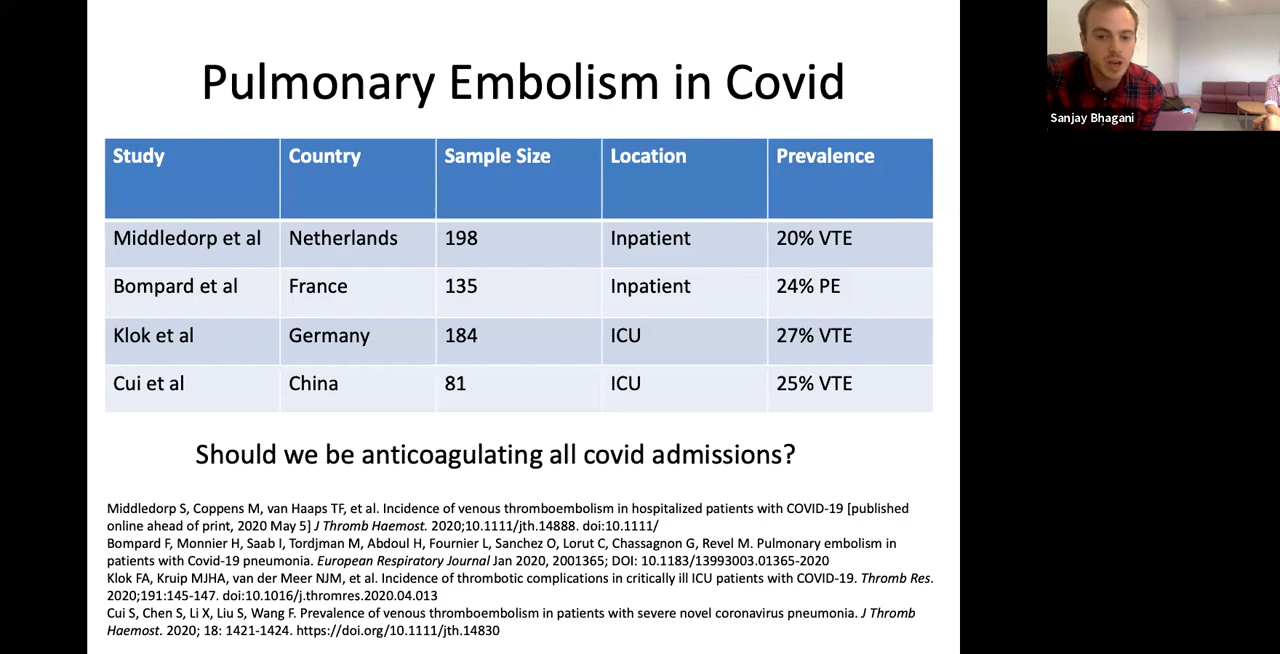 Pulmonary Embolism in Covid
Study Country Sample Size Location Prevalence
Middledorp et al Netherlands 198 Inpatient 20% VTE
Bompard et al France 135 Inpatient 24% PE
Klok et al Germany 184 ICU 27% VTE
Cui et al China 81 ICU 25% VTE
Should we be anticoagulating all covid admissions?
Middledorp S, Coppens M, van Haaps TF, et al. Incidence of venous thromboembolism in hospitalized patients with COVID-19 [published
online ahead of print, 2020 May 5] J Thromb Haemost. 2020;10.1111/jth.14888. doi:10.1111/
Bompard F, Monnier H, Saab I, Tordjman M, Abdoul H, Fournier L, Sanchez O, Lorut C, Chassagnon G, Revel M. Pulmonary embolism in
patients with Covid-19 pneumonia. European Respiratory Journal Jan 2020, 2001365; DOI: 10.1183/13993003.01365-2020
Klok FA, Kruip MJHA, van der Meer NJM, et al. Incidence of thrombotic complications in critically ill ICU patients with COVID-19. Thromb Res.
2020;191:145-147. doi:10.1016/j.thromres.2020.04.013
Cui S, Chen S, Li X, Liu S, Wang F. Prevalence of venous thromboembolism in patients with severe novel coronavirus pneumonia. J Thromb
Haemost. 2020; 18: 1421-1424. https://doi.org/10.1111/jth.14830
Sanjay Bhagani